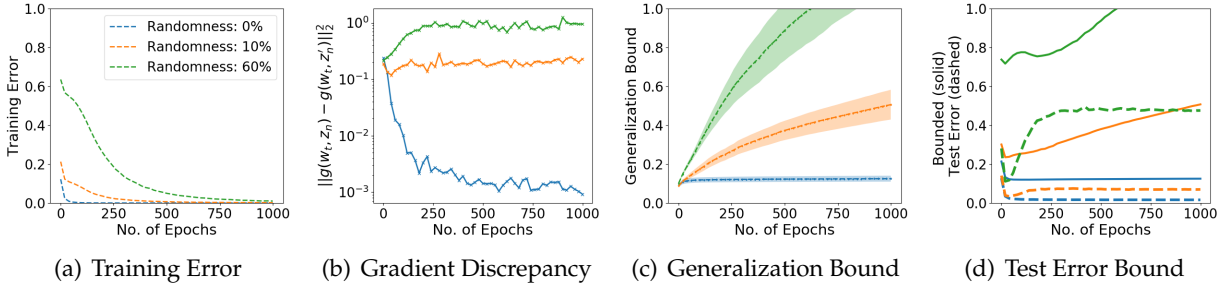 Training Error
1.0
0.8
0.6
0.4
0.2
0.0
0 250 500 750 1000
No. of Epochs
Randomness: 0%
Randomness: 10%
Randomness: 60%
(a) Training Error
||g(w_t, z_n) − g(w_t, z'_n)||₂²
10⁰
10⁻¹
10⁻²
10⁻³
0 250 500 750 1000
No. of Epochs
(b) Gradient Discrepancy
Generalization Bound
1.0
0.8
0.6
0.4
0.2
0.0
0 250 500 750 1000
No. of Epochs
(c) Generalization Bound
Bounded (solid)
Test Error (dashed)
1.0
0.8
0.6
0.4
0.2
0.0
0 250 500 750 1000
No. of Epochs
(d) Test Error Bound